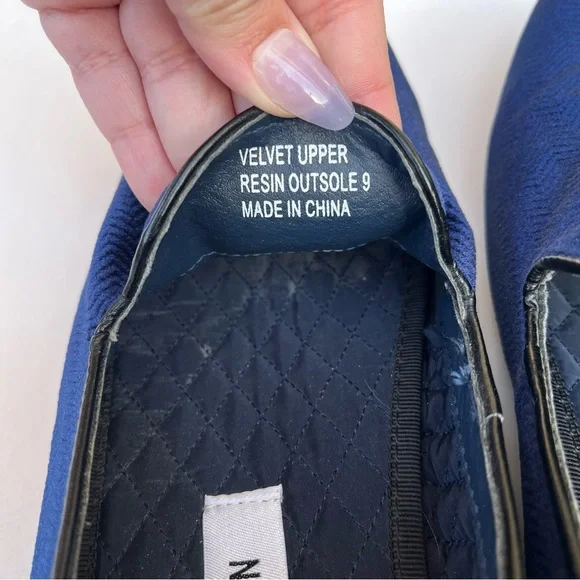 VELVET UPPER
RESIN OUTSOLE 9
MADE IN CHINA
N